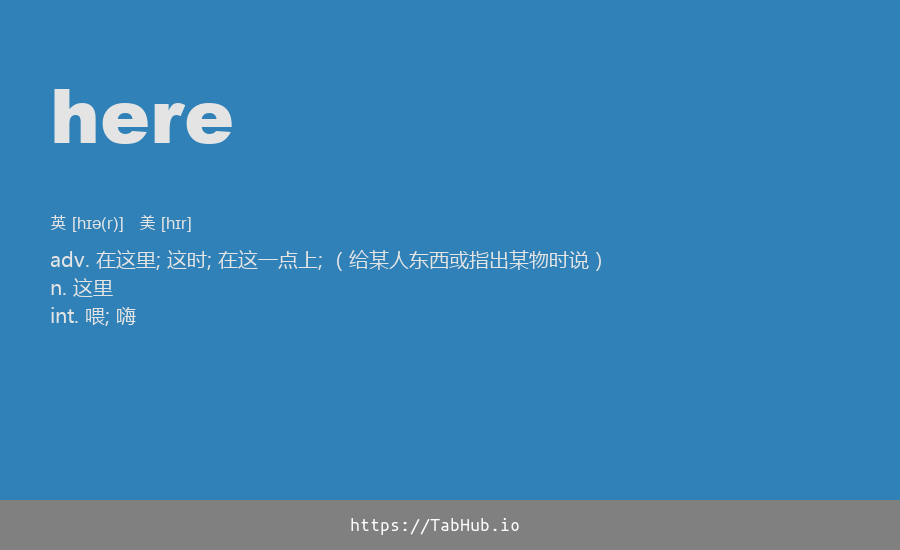 here
英 [hɪə(r)]   美 [hɪr]
adv. 在这里; 这时; 在这一点上; （给某人东西或指出某物时说）
n. 这里
int. 喂; 嗨
https://TabHub.io